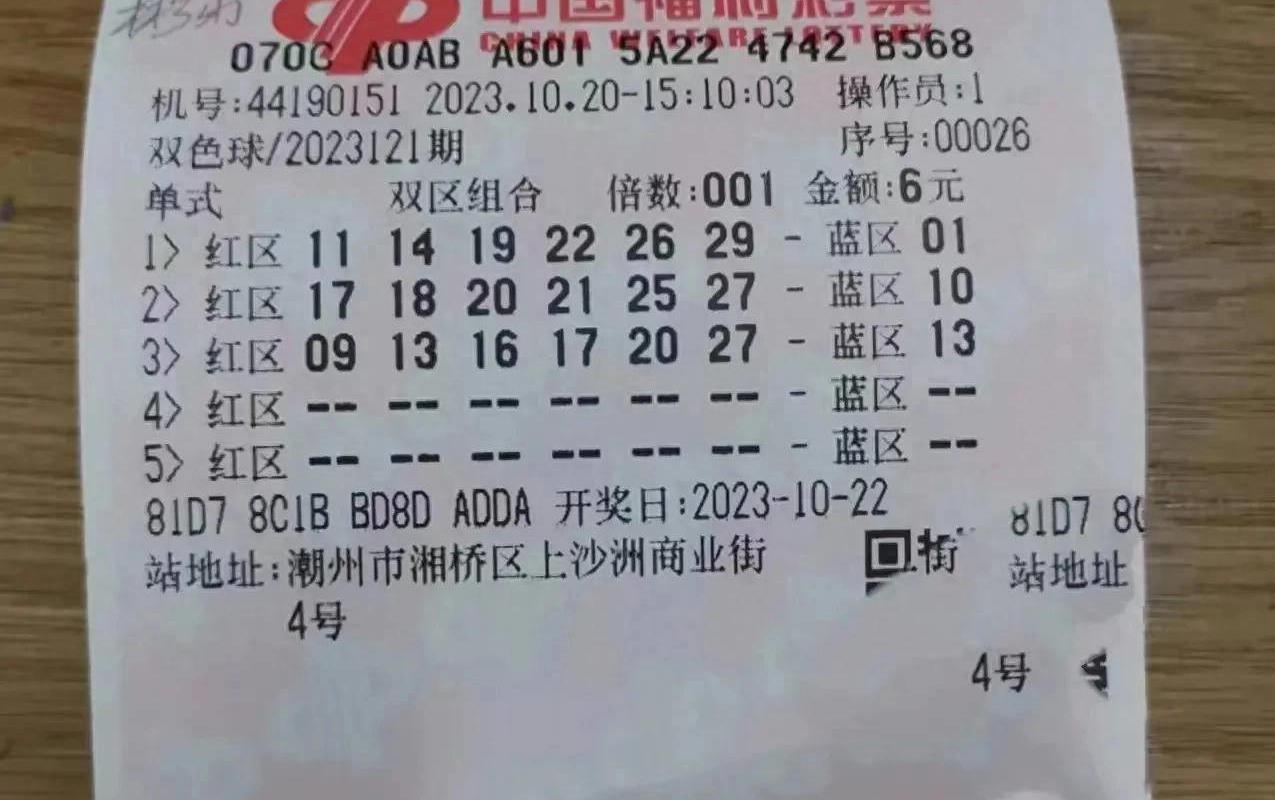 中国福利彩票
CHINA WELFARE LOTTERY
070C A0AB A601 5A22 4742 B568
机号:44190151 2023.10.20-15:10:03 操作员:1
双色球/2023121期 序号:00026
单式 双区组合 倍数:001 金额:6元
1> 红区 11 14 19 22 26 29 - 蓝区 01
2> 红区 17 18 20 21 25 27 - 蓝区 10
3> 红区 09 13 16 17 20 27 - 蓝区 13
4> 红区 -- -- -- -- -- -- - 蓝区 --
5> 红区 -- -- -- -- -- -- - 蓝区 --
81D7 8C1B BD8D ADDA 开奖日:2023-10-22 81D7 8C
站地址:潮州市湘桥区上沙洲商业街 街 站地址
4号
4号